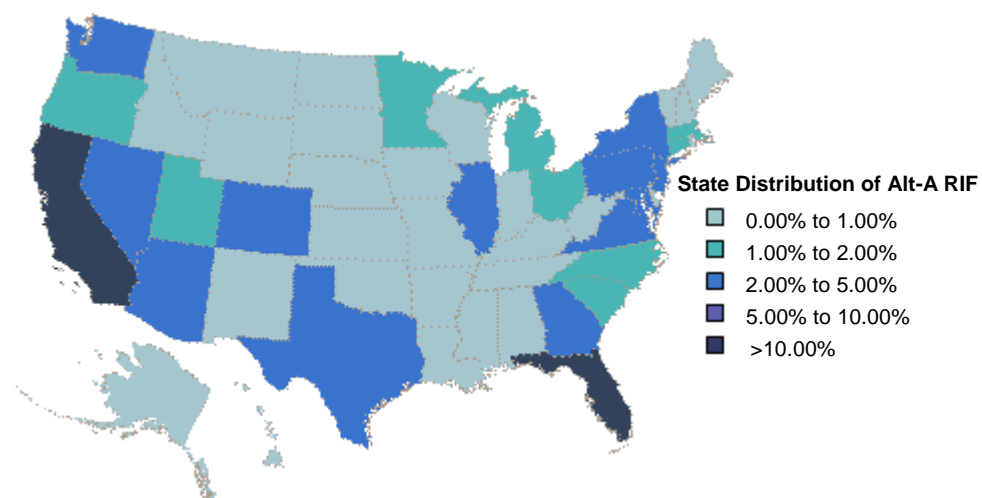 State Distribution of Alt-A RIF
0.00% to 1.00%
1.00% to 2.00%
2.00% to 5.00%
5.00% to 10.00%
>10.00%